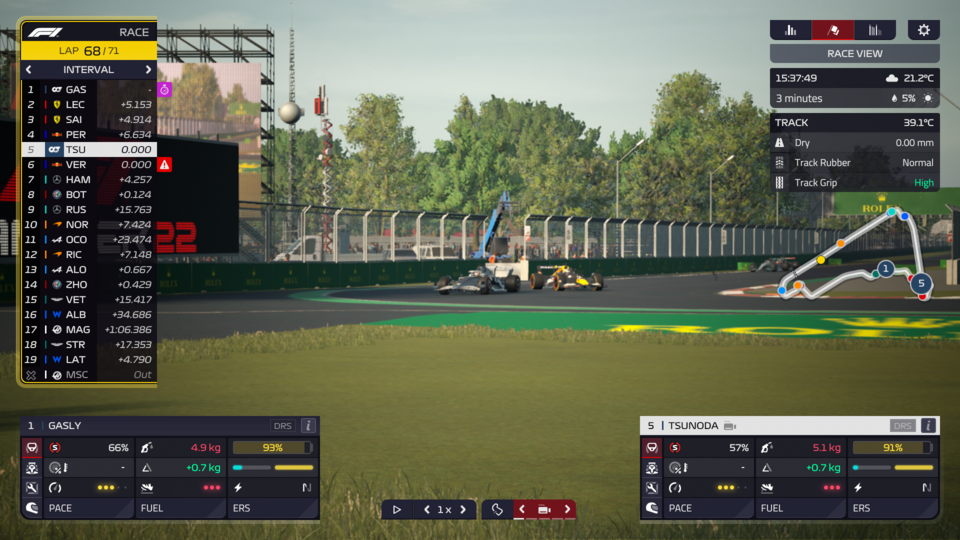 F1 RACE
LAP 68/71
INTERVAL
1 GAS -
2 LEC +5.153
3 SAI +4.914
4 PER +6.634
5 TSU 0.000
6 VER 0.000
7 HAM +4.257
8 BOT +0.124
9 RUS +15.763
10 NOR +7.424
11 OCO +23.474
12 RIC +7.148
13 ALO +0.667
14 ZHO +0.429
15 VET +15.417
16 ALB +34.686
17 MAG +1:06.386
18 STR +17.353
19 LAT +4.790
MSC Out
RACE VIEW
15:37:49 21.2°C
3 minutes 5%
TRACK 39.1°C
Dry 0.00 mm
Track Rubber Normal
Track Grip High
ROLEX
1
5
22
1 GASLY DRS i
S 66% 4.9 kg 93%
- +0.7 kg
N
PACE FUEL ERS
1x
5 TSUNODA DRS i
S 57% 5.1 kg 91%
- +0.7 kg
N
PACE FUEL ERS